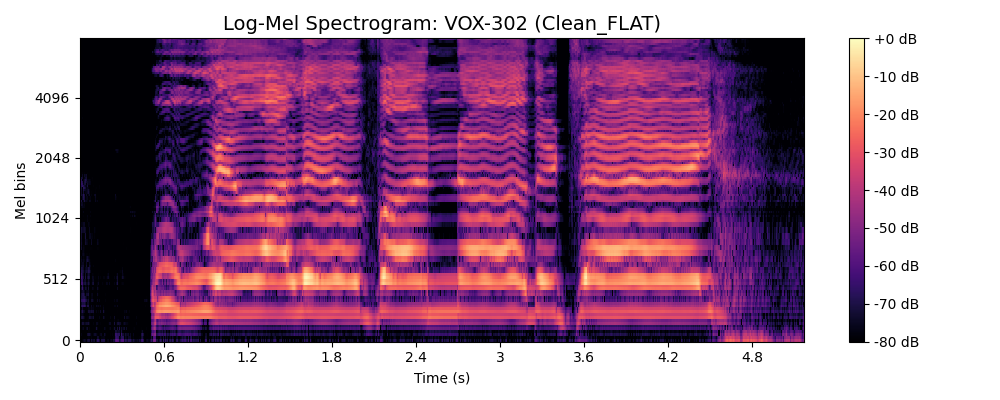 Log-Mel Spectrogram: VOX-302 (Clean_FLAT)
Mel bins
4096
2048
1024
512
0
0
0.6
1.2
1.8
2.4
3
3.6
4.2
4.8
Time (s)
+0 dB
-10 dB
-20 dB
-30 dB
-40 dB
-50 dB
-60 dB
-70 dB
-80 dB